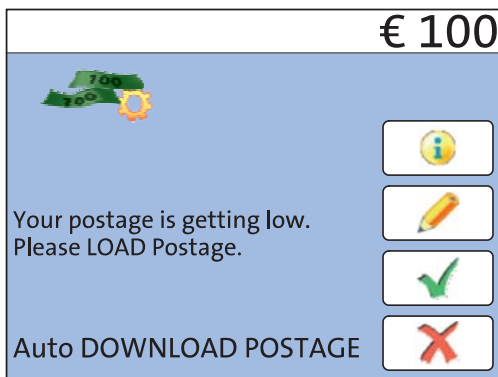 € 100
100
100
Your postage is getting low.
Please LOAD Postage.
Auto DOWNLOAD POSTAGE